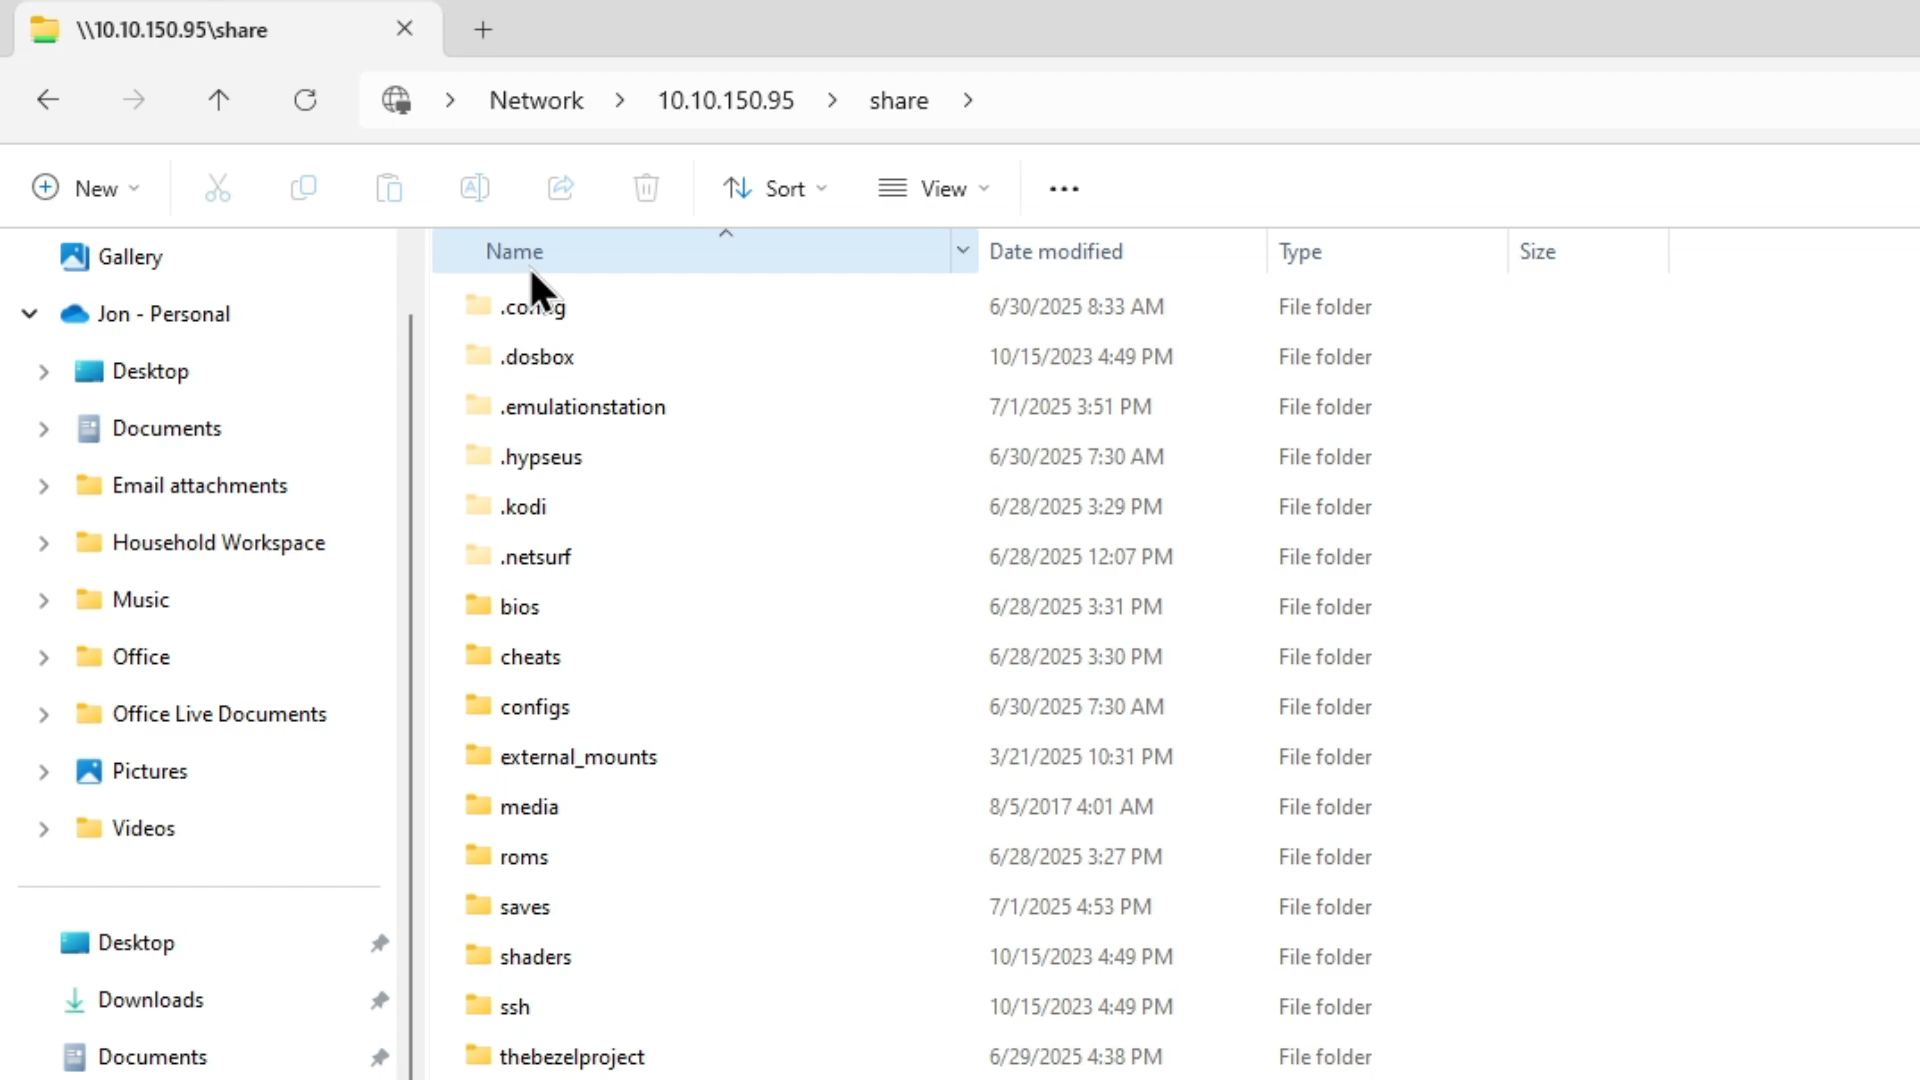 \\10.10.150.95\share
Network 10.10.150.95 share
New Sort View
Name Date modified Type Size
Gallery
Jon - Personal
Desktop
Documents
Email attachments
Household Workspace
Music
Office
Office Live Documents
Pictures
Videos
Desktop
Downloads
Documents
6/30/2025 8:33 AM File folder
.dosbox 10/15/2023 4:49 PM File folder
.emulationstation 7/1/2025 3:51 PM File folder
.hypseus 6/30/2025 7:30 AM File folder
.kodi 6/28/2025 3:29 PM File folder
.netsurf 6/28/2025 12:07 PM File folder
bios 6/28/2025 3:31 PM File folder
cheats 6/28/2025 3:30 PM File folder
configs 6/30/2025 7:30 AM File folder
external_mounts 3/21/2025 10:31 PM File folder
media 8/5/2017 4:01 AM File folder
roms 6/28/2025 3:27 PM File folder
saves 7/1/2025 4:53 PM File folder
shaders 10/15/2023 4:49 PM File folder
ssh 10/15/2023 4:49 PM File folder
thebezelproject 6/29/2025 4:38 PM File folder